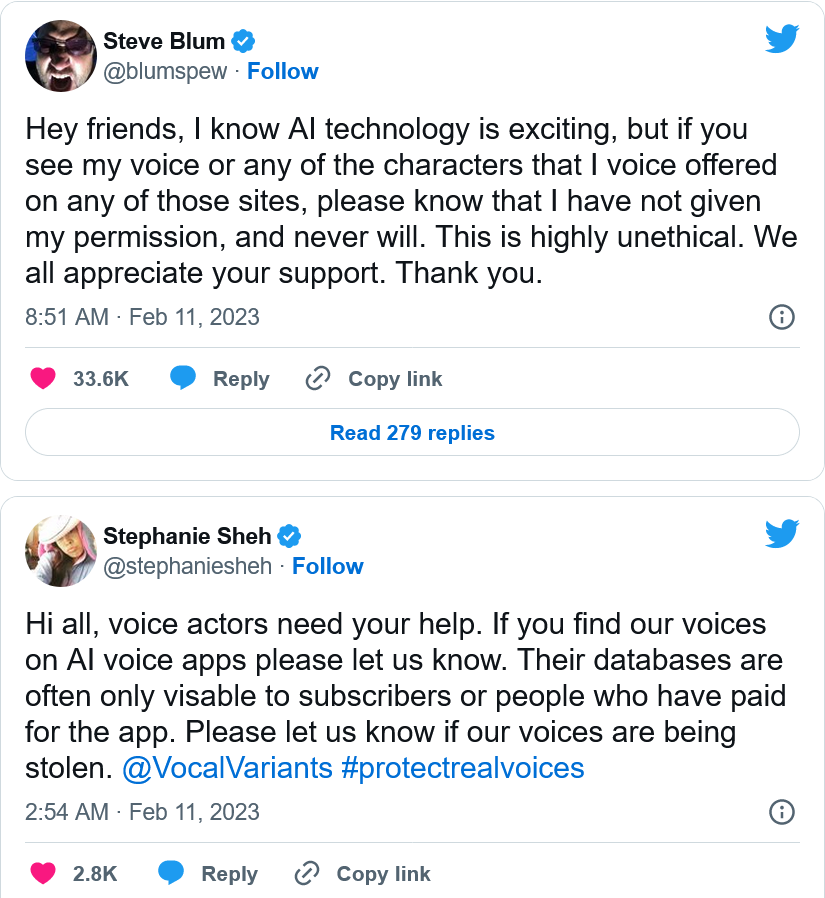 Steve Blum
@blumspew · Follow
Hey friends, I know AI technology is exciting, but if you
see my voice or any of the characters that I voice offered
on any of those sites, please know that I have not given
my permission, and never will. This is highly unethical. We
all appreciate your support. Thank you.
8:51 AM · Feb 11, 2023
33.6K Reply Copy link
Read 279 replies
Stephanie Sheh
@stephaniesheh · Follow
Hi all, voice actors need your help. If you find our voices
on AI voice apps please let us know. Their databases are
often only visable to subscribers or people who have paid
for the app. Please let us know if our voices are being
stolen. @VocalVariants #protectrealvoices
2:54 AM · Feb 11, 2023
2.8K Reply Copy link